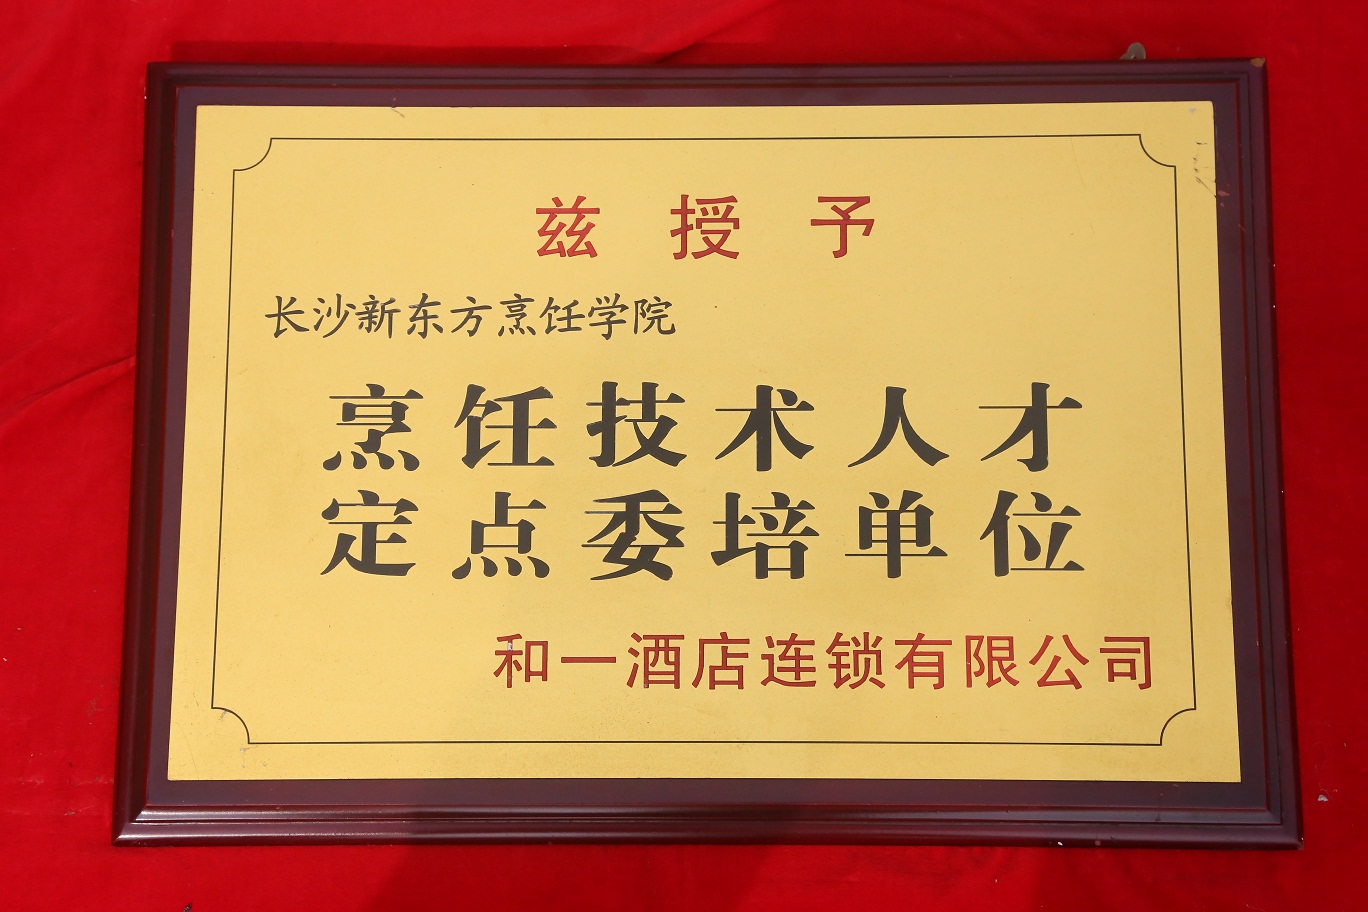 兹授予
长沙新东方烹饪学院
烹饪技术人才
定点委培单位
和一酒店连锁有限公司